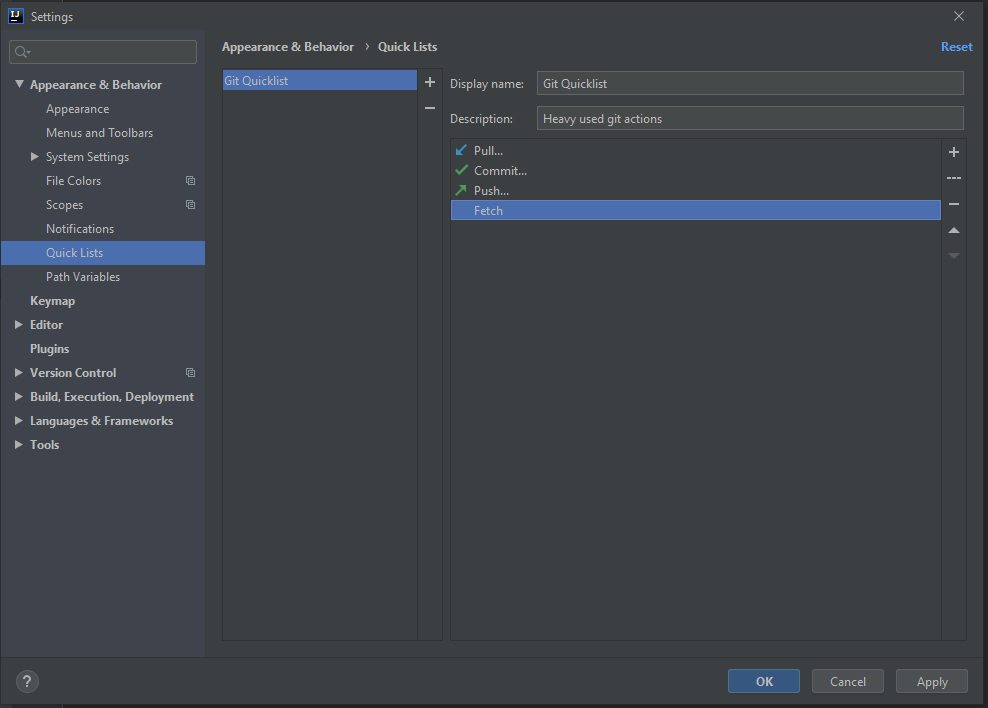 Settings
Appearance & Behavior › Quick Lists
Reset
Appearance & Behavior
Appearance
Menus and Toolbars
System Settings
File Colors
Scopes
Notifications
Quick Lists
Path Variables
Keymap
Editor
Plugins
Version Control
Build, Execution, Deployment
Languages & Frameworks
Tools
Git Quicklist
Display name: Git Quicklist
Description: Heavy used git actions
Pull...
Commit...
Push...
Fetch
?
OK
Cancel
Apply